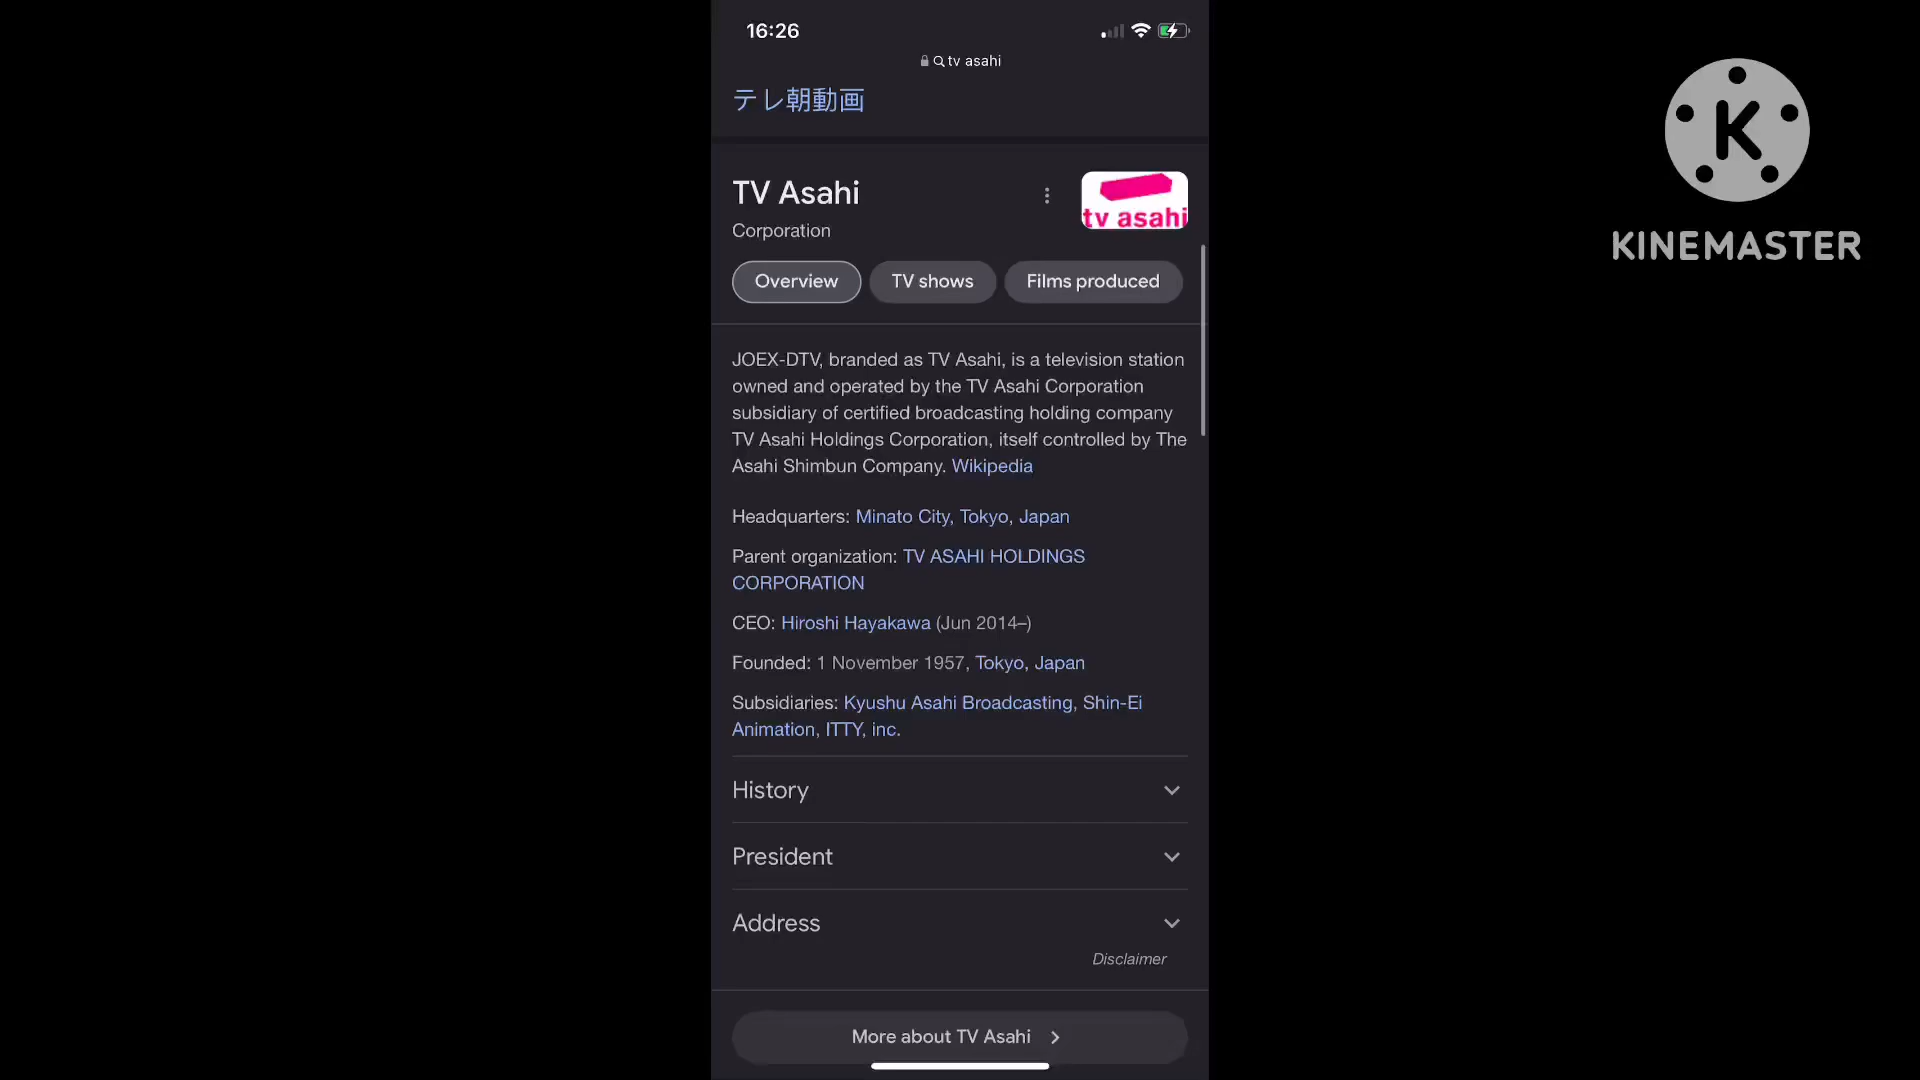 16:26
tv asahi
テレ朝動画
TV Asahi
tv asahi
Corporation
Overview
TV shows
Films produced
JOEX-DTV, branded as TV Asahi, is a television station
owned and operated by the TV Asahi Corporation
subsidiary of certified broadcasting holding company
TV Asahi Holdings Corporation, itself controlled by The
Asahi Shimbun Company. Wikipedia
Headquarters: Minato City, Tokyo, Japan
Parent organization: TV ASAHI HOLDINGS
CORPORATION
CEO: Hiroshi Hayakawa (Jun 2014–)
Founded: 1 November 1957, Tokyo, Japan
Subsidiaries: Kyushu Asahi Broadcasting, Shin-Ei
Animation, ITTY, inc.
History
President
Address
Disclaimer
More about TV Asahi
K
KINEMASTER